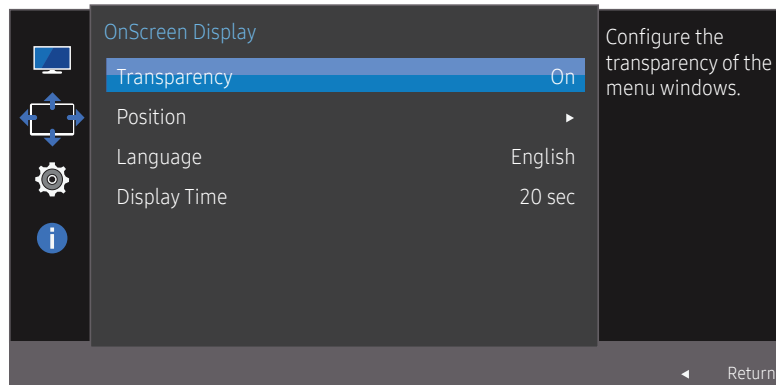 OnScreen Display
Transparency On
Position ▸
Language English
Display Time 20 sec
Configure the
transparency of the
menu windows.
◂ Return